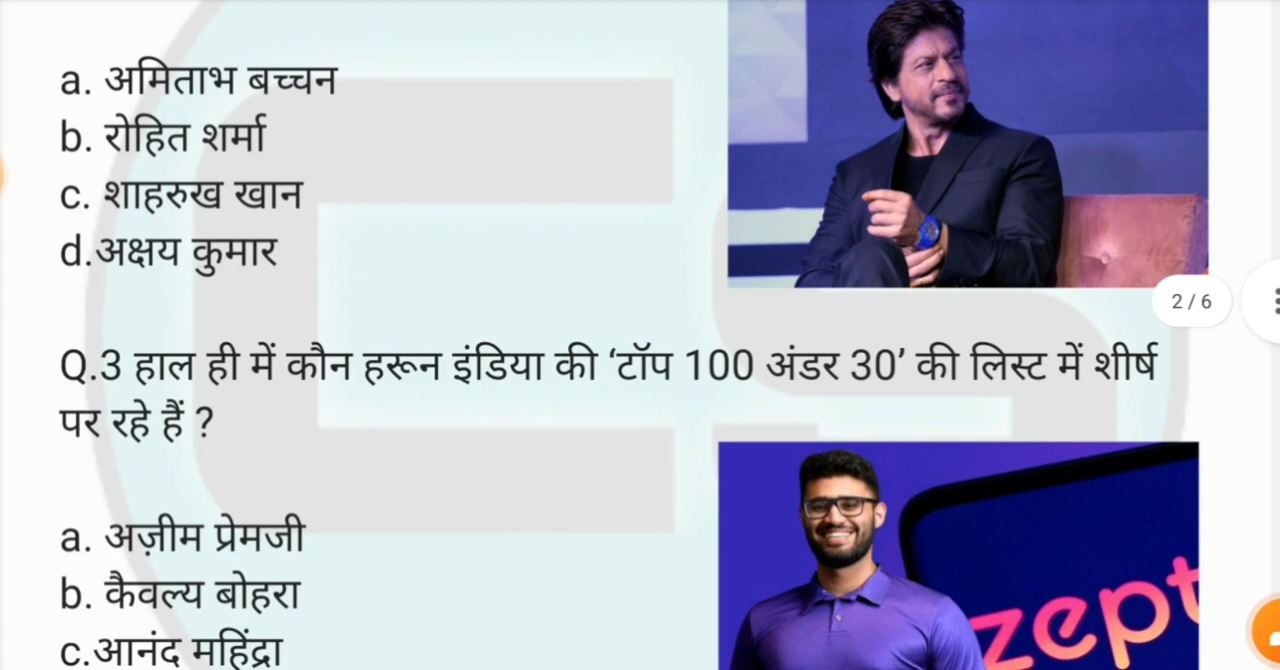 a. अमिताभ बच्चन
b. रोहित शर्मा
c. शाहरुख खान
d.अक्षय कुमार
2 / 6
Q.3 हाल ही में कौन हरून इंडिया की ‘टॉप 100 अंडर 30’ की लिस्ट में शीर्ष
पर रहे हैं ?
a. अज़ीम प्रेमजी
b. कैवल्य बोहरा
c.आनंद महिंद्रा
zept